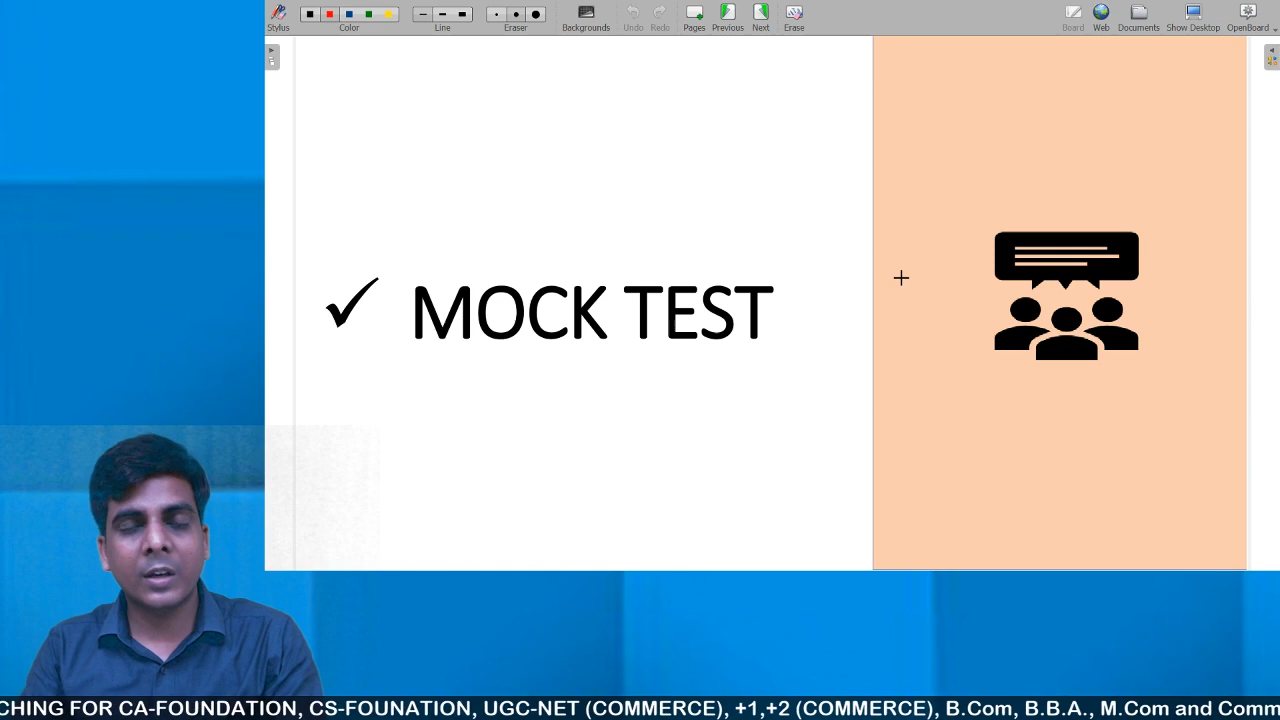 Stylus
Color
Line
Eraser
Backgrounds
Undo
Redo
Pages
Previous
Next
Erase
Board
Web
Documents
Show Desktop
OpenBoard
✓ MOCK TEST
CHING FOR CA-FOUNDATION, CS-FOUNATION, UGC-NET (COMMERCE), +1,+2 (COMMERCE), B.Com, B.B.A., M.Com and Comm